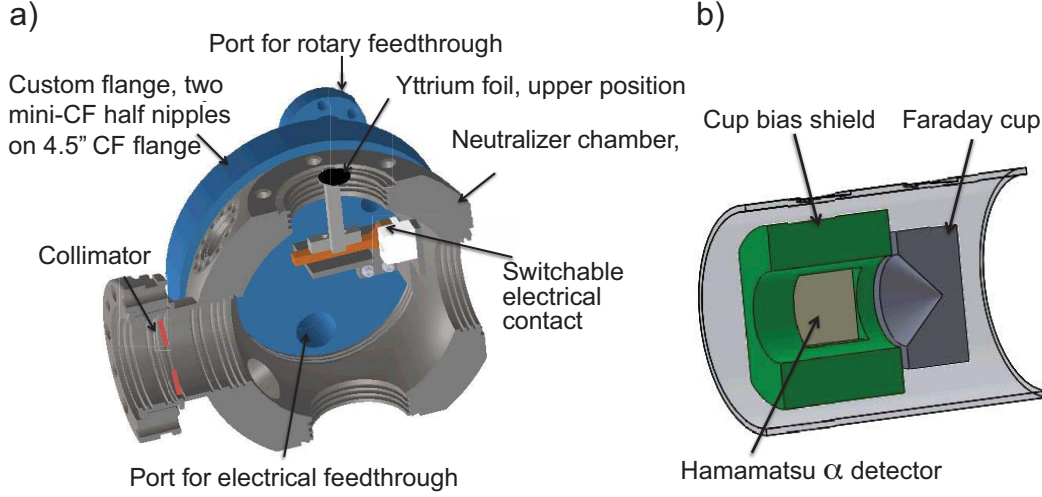 a)
Port for rotary feedthrough
Custom flange, two
mini-CF half nipples
on 4.5” CF flange
Yttrium foil, upper position
Neutralizer chamber,
Collimator
Switchable
electrical
contact
Port for electrical feedthrough
b)
Cup bias shield
Faraday cup
Hamamatsu α detector